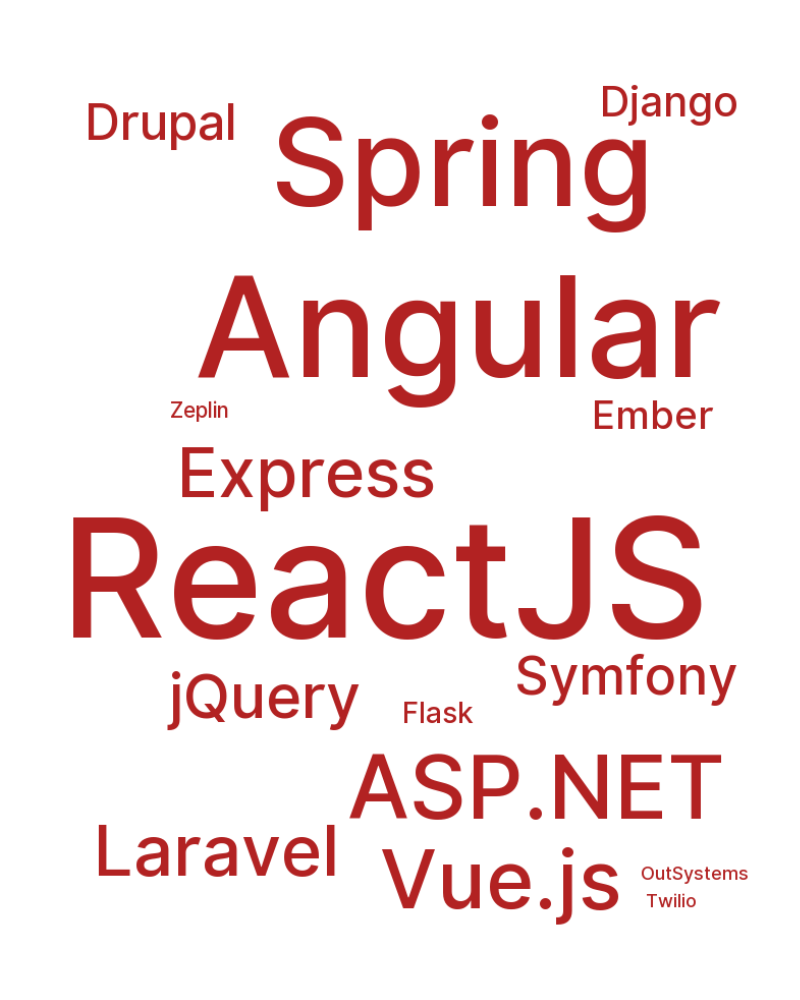 Drupal
Spring
Django
Angular
Zeplin
Ember
Express
ReactJS
jQuery
Symfony
Flask
ASP.NET
Laravel
Vue.js
OutSystems
Twilio